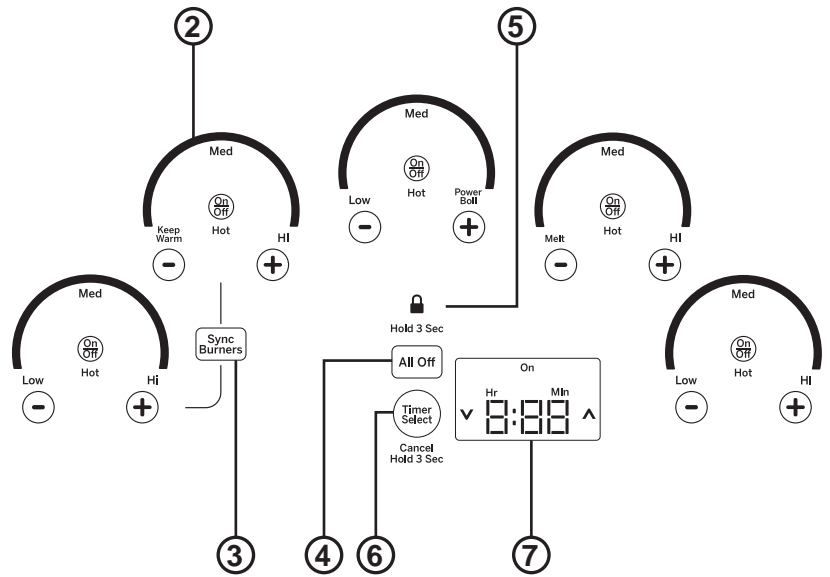 2
5
Med
On
Off
Hot
Keep
Warm
HI
−
+
Med
On
Off
Hot
Low
Power
Boil
−
+
Med
On
Off
Hot
Melt
HI
−
+
Med
On
Off
Hot
Low
Hi
−
+
Sync
Burners
Hold 3 Sec
All Off
Timer
Select
Cancel
Hold 3 Sec
On
Hr
Min
8:88
Med
On
Off
Hot
Low
HI
−
+
3
4
6
7